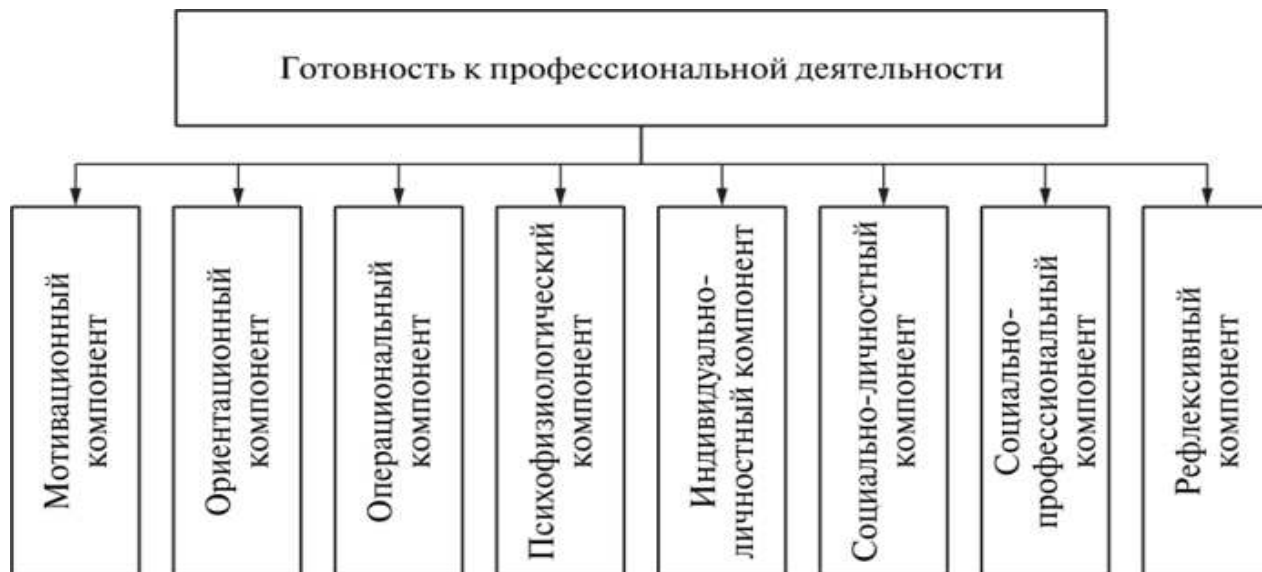 Готовность к профессиональной деятельности
Мотивационный
компонент
Ориентационный
компонент
Операциональный
компонент
Психофизиологический
компонент
Индивидуально-
личностный компонент
Социально-личностный
компонент
Социально-
профессиональный
компонент
Рефлексивный
компонент